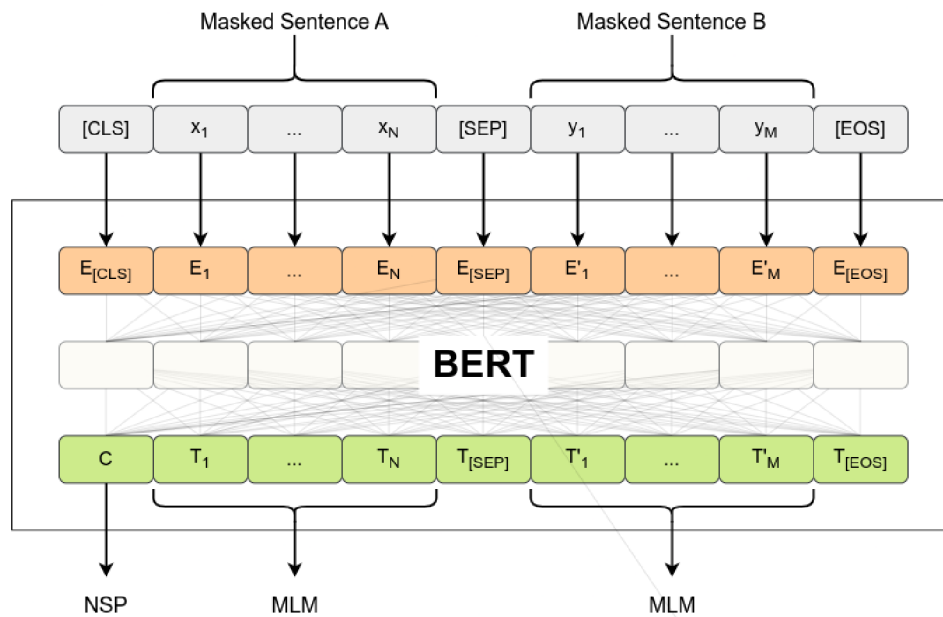 Masked Sentence A Masked Sentence B
[CLS] x1 ... xN [SEP] y1 ... yM [EOS]
E[CLS] E1 ... EN E[SEP] E'1 ... E'M E[EOS]
BERT
C T1 ... TN T[SEP] T'1 ... T'M T[EOS]
NSP MLM MLM